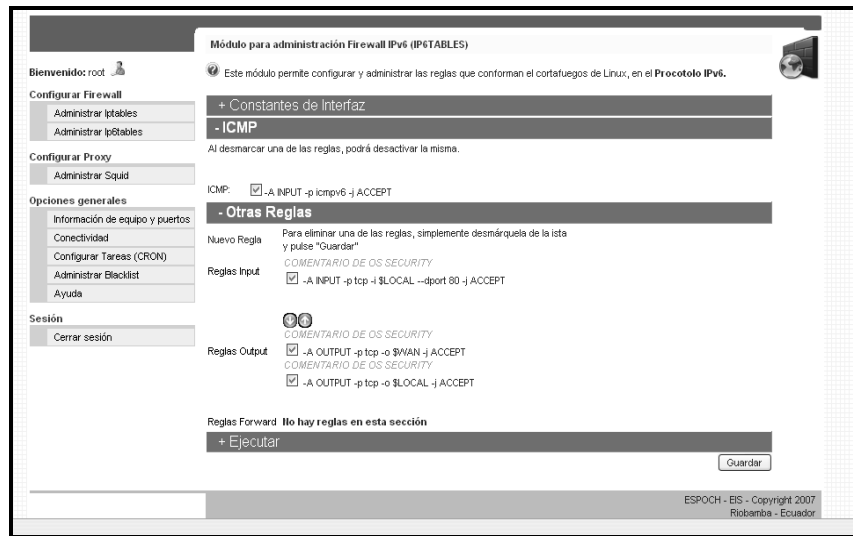 Módulo para administración Firewall IPv6 (IP6TABLES)
Bienvenido: root
Este módulo permite configurar y administrar las reglas que conforman el cortafuegos de Linux, en el Procotolo IPv6.
Configurar Firewall
Administrar Iptables
Administrar Ip6tables
Configurar Proxy
Administrar Squid
Opciones generales
Información de equipo y puertos
Conectividad
Configurar Tareas (CRON)
Administrar Blacklist
Ayuda
Sesión
Cerrar sesión
+ Constantes de Interfaz
- ICMP
Al desmarcar una de las reglas, podrá desactivar la misma.
ICMP: -A INPUT -p icmpv6 -j ACCEPT
- Otras Reglas
Nuevo Regla Para eliminar una de las reglas, simplemente desmárquela de la ista
y pulse "Guardar"
COMENTARIO DE OS SECURITY
Reglas Input -A INPUT -p tcp -i $LOCAL --dport 80 -j ACCEPT
COMENTARIO DE OS SECURITY
Reglas Output -A OUTPUT -p tcp -o $WAN -j ACCEPT
COMENTARIO DE OS SECURITY
-A OUTPUT -p tcp -o $LOCAL -j ACCEPT
Reglas Forward No hay reglas en esta sección
+ Ejecutar
Guardar
ESPOCH - EIS - Copyright 2007
Riobamba - Ecuador